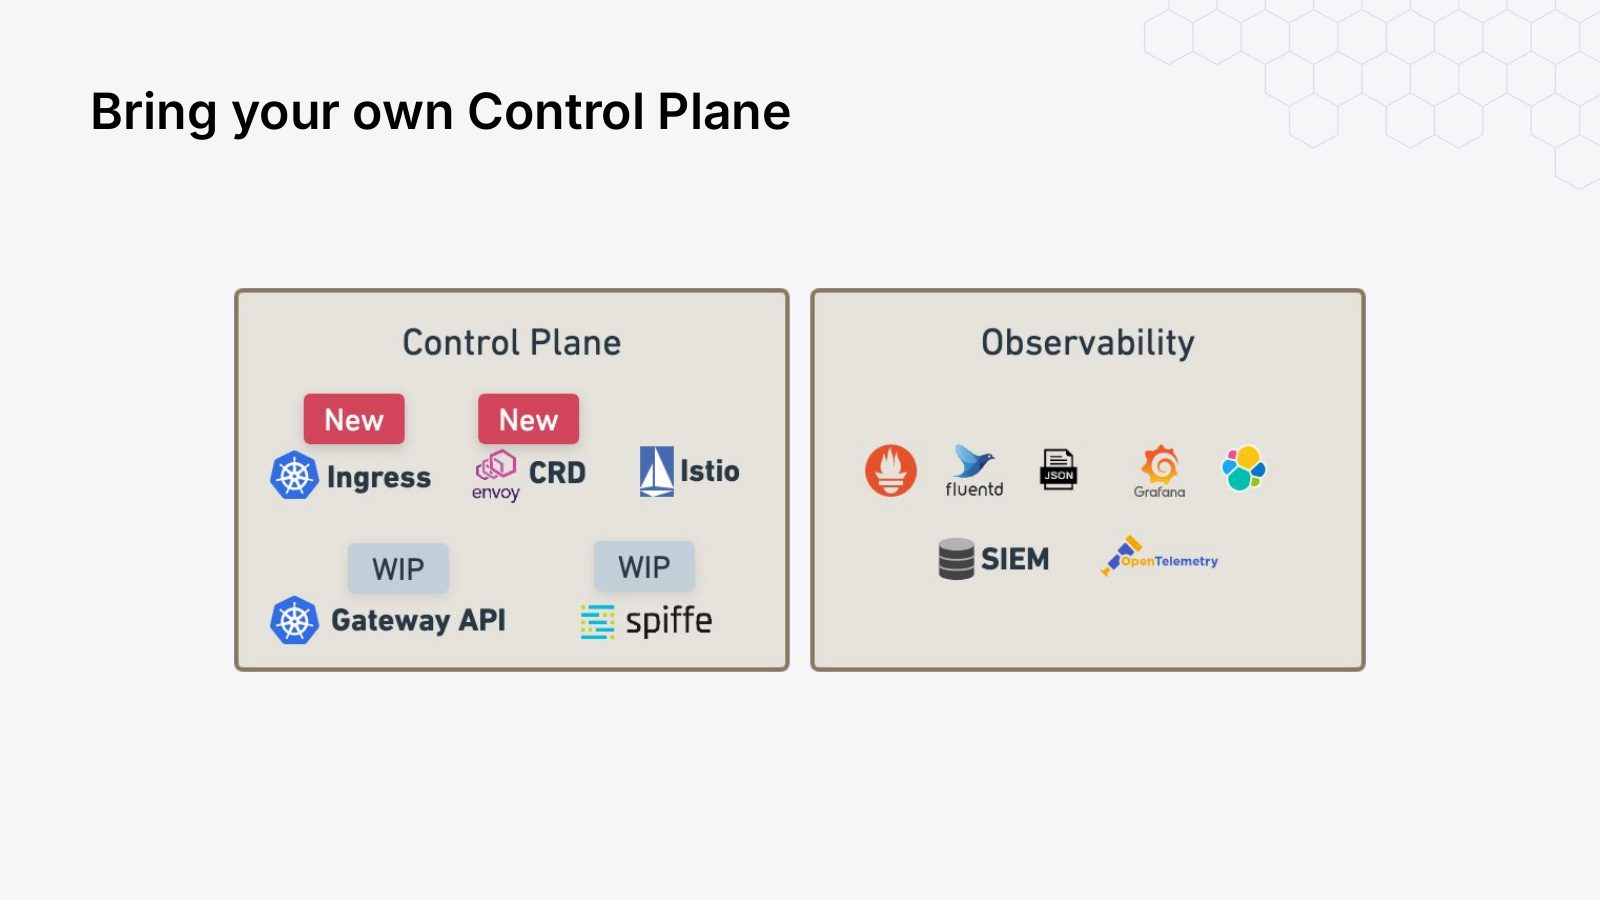 Bring your own Control Plane
Control Plane
New
New
Ingress
envoy
CRD
Istio
WIP
WIP
Gateway API
spiffe
Observability
fluentd
JSON
Grafana
SIEM
OpenTelemetry